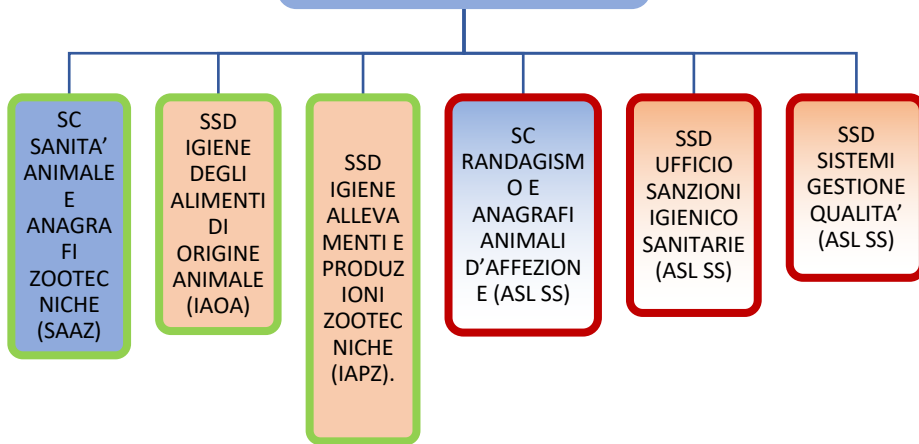 SC
SANITA’
ANIMALE
E
ANAGRA
FI
ZOOTEC
NICHE
(SAAZ)
SSD
IGIENE
DEGLI
ALIMENTI
DI
ORIGINE
ANIMALE
(IAOA)
SSD
IGIENE
ALLEVA
MENTI E
PRODUZ
IONI
ZOOTEC
NICHE
(IAPZ).
SC
RANDAGISM
O E
ANAGRAFI
ANIMALI
D’AFFEZION
E (ASL SS)
SSD
UFFICIO
SANZIONI
IGIENICO
SANITARIE
(ASL SS)
SSD
SISTEMI
GESTIONE
QUALITA’
(ASL SS)